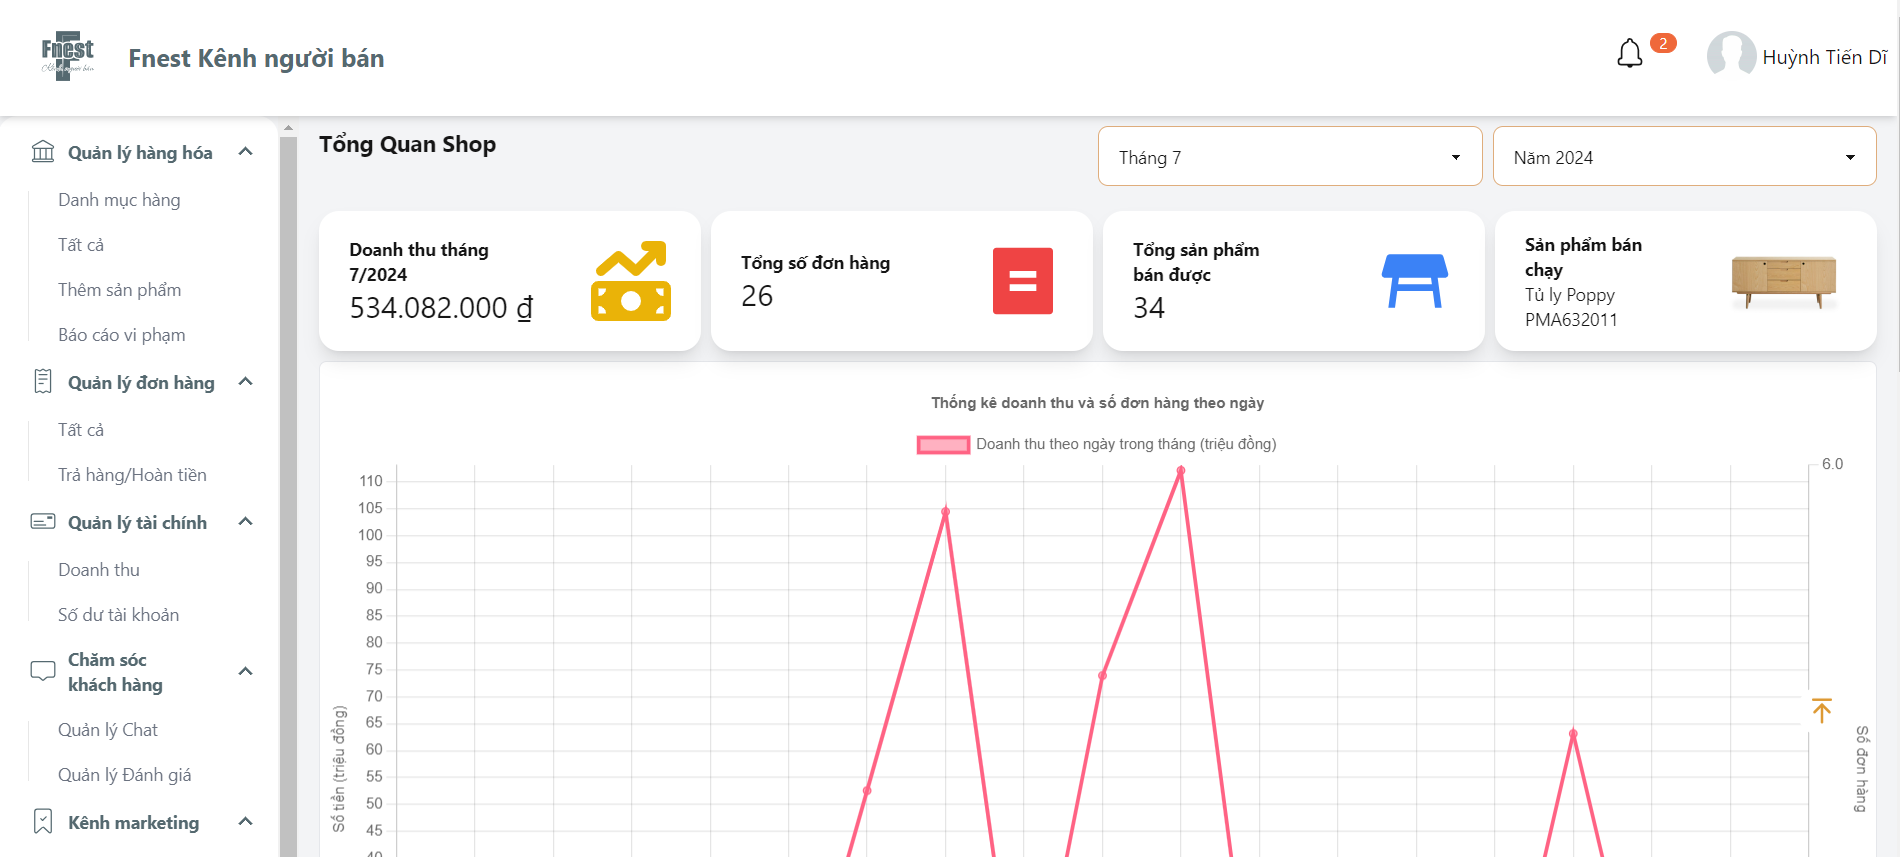 Fnest
Kênh người bán
Fnest Kênh người bán
2
Huỳnh Tiến Dĩ
Quản lý hàng hóa
Danh mục hàng
Tất cả
Thêm sản phẩm
Báo cáo vi phạm
Quản lý đơn hàng
Tất cả
Trả hàng/Hoàn tiền
Quản lý tài chính
Doanh thu
Số dư tài khoản
Chăm sóc
khách hàng
Quản lý Chat
Quản lý Đánh giá
Kênh marketing
Tổng Quan Shop
Tháng 7
Năm 2024
Doanh thu tháng
7/2024
534.082.000 ₫
Tổng số đơn hàng
26
Tổng sản phẩm
bán được
34
Sản phẩm bán
chạy
Tủ ly Poppy
PMA632011
Thống kê doanh thu và số đơn hàng theo ngày
Doanh thu theo ngày trong tháng (triệu đồng)
110
105
100
95
90
85
80
75
70
65
60
55
50
45
40
Số tiền (triệu đồng)
6.0
Số đơn hàng